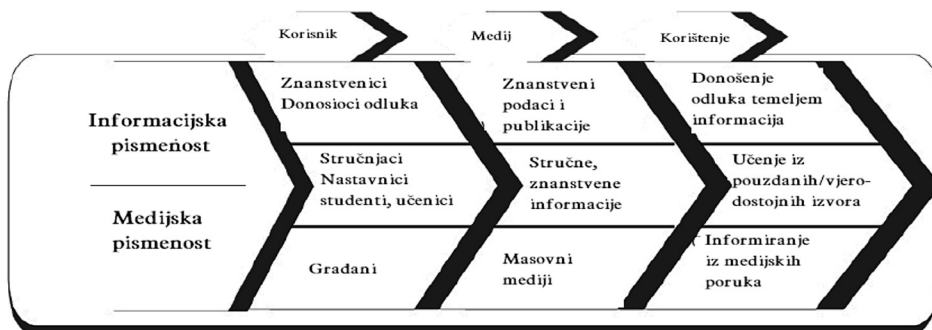 Korisnik
Medij
Korištenje
Informacijska
pismenost
Medijska
pismenost
Znanstvenici
Donosioci odluka
Stručnjaci
Nastavnici
studenti, učenici
Građani
Znanstveni
podaci i
publikacije
Stručne,
znanstvene
informacije
Masovni
mediji
Donošenje
odluka temeljem
informacija
Učenje iz
pouzdanih/vjero-
dostojnih izvora
Informiranje
iz medijskih
poruka